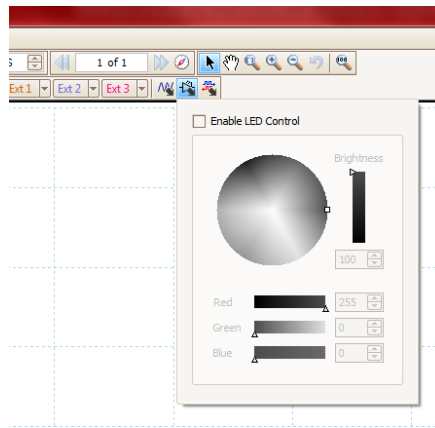 S 1 of 1 100
Ext 1 Ext 2 Ext 3
Enable LED Control
Brightness
100
Red 255
Green 0
Blue 0